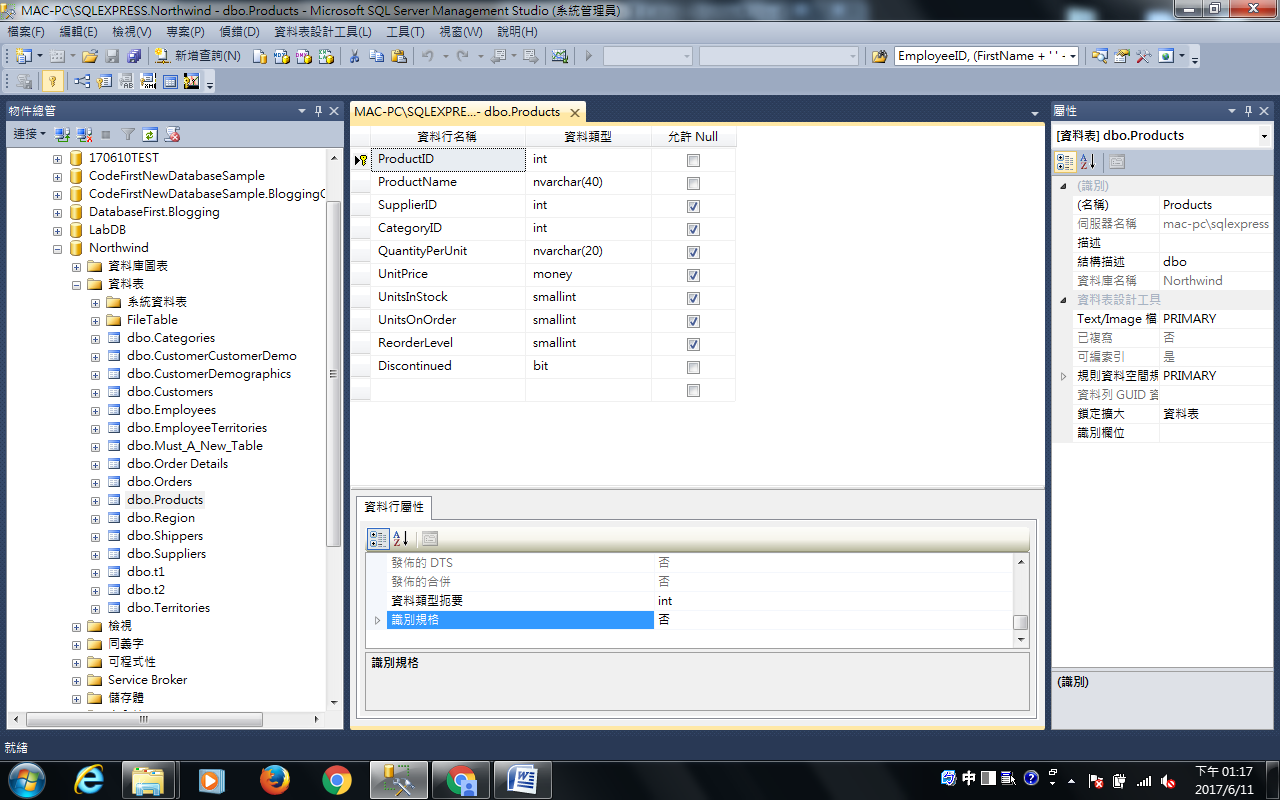 MAC-PC\SQLEXPRESS.Northwind - dbo.Products - Microsoft SQL Server Management Studio (系統管理員)
檔案(F) 編輯(E) 檢視(V) 專案(P) 偵錯(D) 資料表設計工具(L) 工具(T) 視窗(W) 說明(H)
新增查詢(N) EmployeeID, (FirstName + ' ' -
物件總管
連接
170610TEST
CodeFirstNewDatabaseSample
CodeFirstNewDatabaseSample.Blogging
DatabaseFirst.Blogging
LabDB
Northwind
資料庫圖表
資料表
系統資料表
FileTable
dbo.Categories
dbo.CustomerCustomerDemo
dbo.CustomerDemographics
dbo.Customers
dbo.Employees
dbo.EmployeeTerritories
dbo.Must_A_New_Table
dbo.Order Details
dbo.Orders
dbo.Products
dbo.Region
dbo.Shippers
dbo.Suppliers
dbo.t1
dbo.t2
dbo.Territories
檢視
同義字
可程式性
Service Broker
儲存體
MAC-PC\SQLEXPRE...- dbo.Products
資料行名稱 資料類型 允許 Null
ProductID int
ProductName nvarchar(40)
SupplierID int
CategoryID int
QuantityPerUnit nvarchar(20)
UnitPrice money
UnitsInStock smallint
UnitsOnOrder smallint
ReorderLevel smallint
Discontinued bit
資料行屬性
發佈的 DTS 否
發佈的合併 否
資料類型扼要 int
識別規格 否
識別規格
屬性
[資料表] dbo.Products
(識別)
(名稱) Products
伺服器名稱 mac-pc\sqlexpress
描述
結構描述 dbo
資料庫名稱 Northwind
資料表設計工具
Text/Image 檔 PRIMARY
已複寫 否
可編索引 是
規則資料空間規 PRIMARY
資料列 GUID 資
鎖定擴大 資料表
識別欄位
(識別)
就緒
中
下午 01:17
2017/6/11